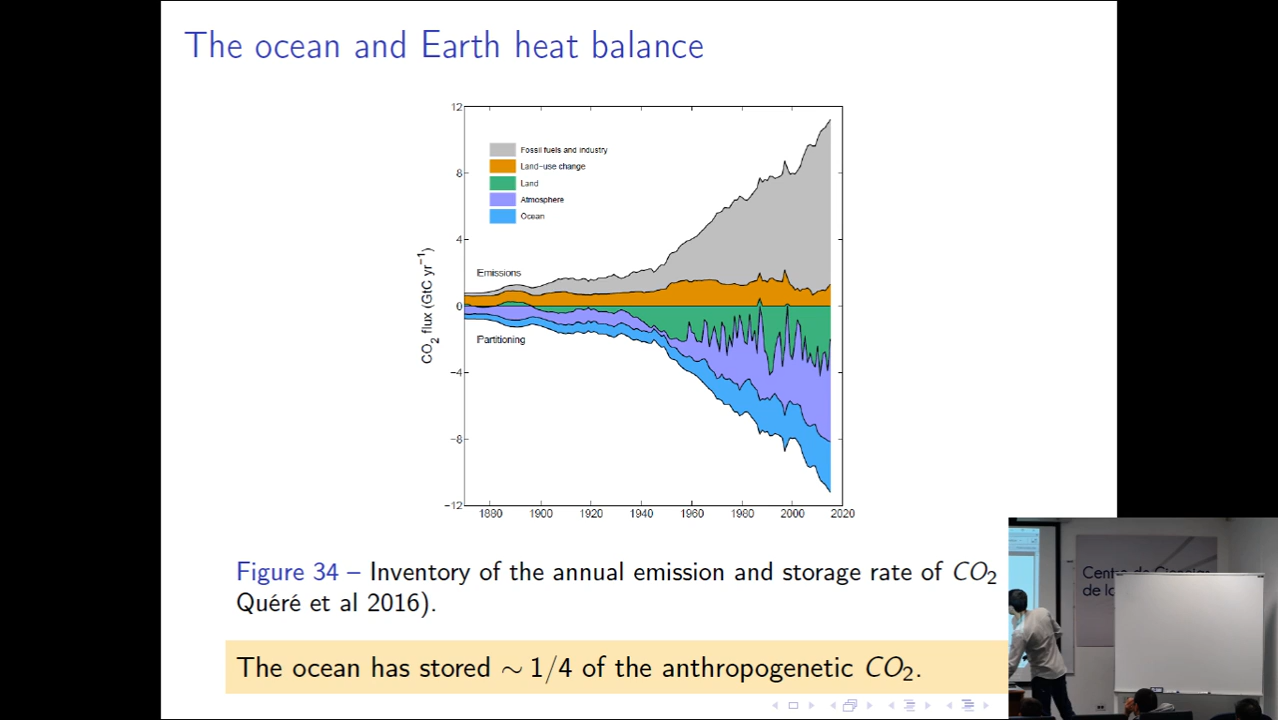 The ocean and Earth heat balance
12
8
4
0
−4
−8
−12
CO2 flux (GtC yr−1)
Fossil fuels and industry
Land-use change
Land
Atmosphere
Ocean
Emissions
Partitioning
1880 1900 1920 1940 1960 1980 2000 2020
Figure 34 – Inventory of the annual emission and storage rate of CO2
Quéré et al 2016).
The ocean has stored ∼ 1/4 of the anthropogenetic CO2.
Centro de Ciencias
de la